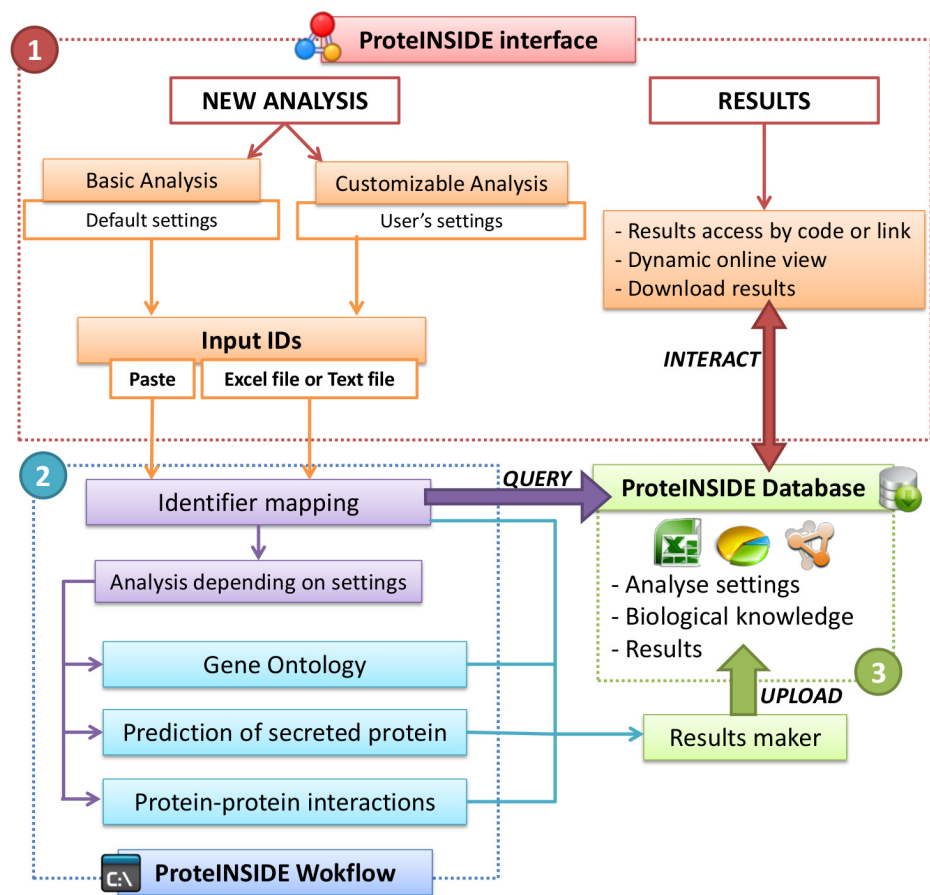 1
ProteINSIDE interface
NEW ANALYSIS
RESULTS
Basic Analysis
Default settings
Customizable Analysis
User's settings
- Results access by code or link
- Dynamic online view
- Download results
Input IDs
Paste
Excel file or Text file
INTERACT
2
Identifier mapping
QUERY
ProteINSIDE Database
Analysis depending on settings
- Analyse settings
- Biological knowledge
- Results
3
Gene Ontology
Prediction of secreted protein
Protein-protein interactions
UPLOAD
Results maker
C:\
ProteINSIDE Wokflow